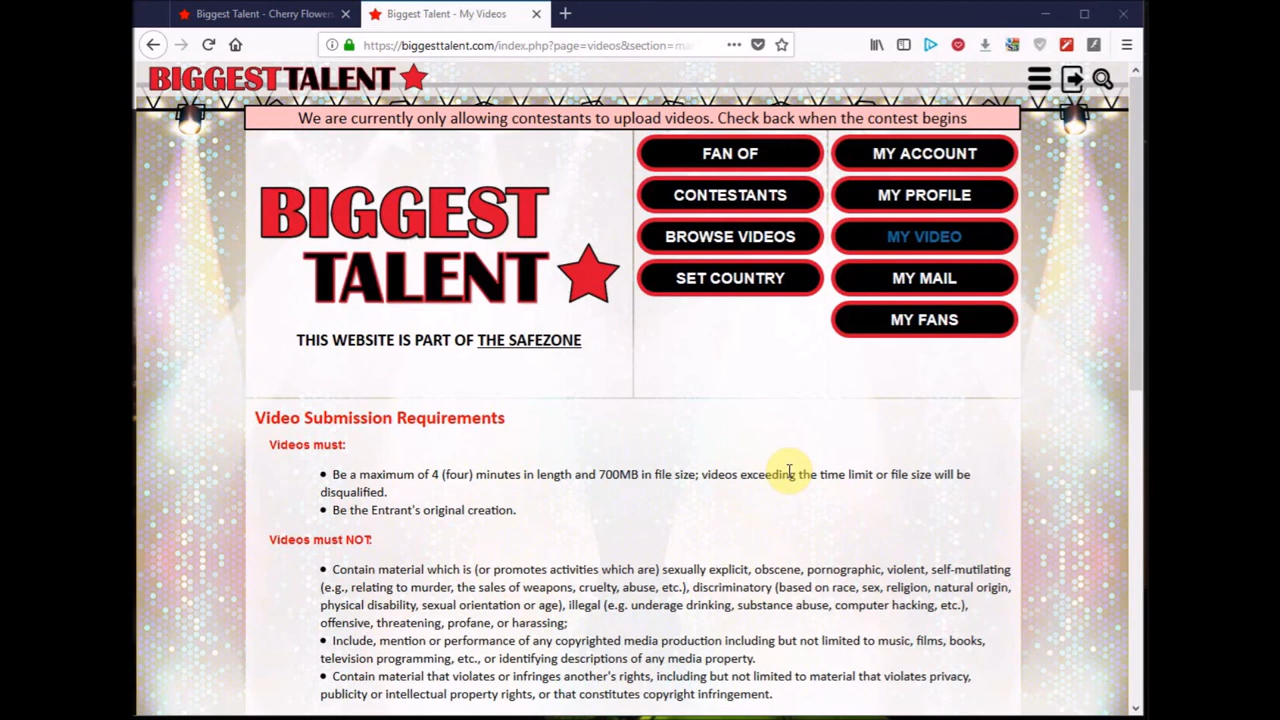 Biggest Talent - Cherry Flowers
Biggest Talent - My Videos
https://biggesttalent.com/index.php?page=videos&section=ma
BIGGEST TALENT
We are currently only allowing contestants to upload videos. Check back when the contest begins
FAN OF
MY ACCOUNT
CONTESTANTS
MY PROFILE
BROWSE VIDEOS
MY VIDEO
SET COUNTRY
MY MAIL
MY FANS
BIGGEST
TALENT
THIS WEBSITE IS PART OF THE SAFEZONE
Video Submission Requirements
Videos must:
• Be a maximum of 4 (four) minutes in length and 700MB in file size; videos exceeding the time limit or file size will be
disqualified.
• Be the Entrant's original creation.
Videos must NOT:
• Contain material which is (or promotes activities which are) sexually explicit, obscene, pornographic, violent, self-mutilating
(e.g., relating to murder, the sales of weapons, cruelty, abuse, etc.), discriminatory (based on race, sex, religion, natural origin,
physical disability, sexual orientation or age), illegal (e.g. underage drinking, substance abuse, computer hacking, etc.),
offensive, threatening, profane, or harassing;
• Include, mention or performance of any copyrighted media production including but not limited to music, films, books,
television programming, etc., or identifying descriptions of any media property.
• Contain material that violates or infringes another's rights, including but not limited to material that violates privacy,
publicity or intellectual property rights, or that constitutes copyright infringement.